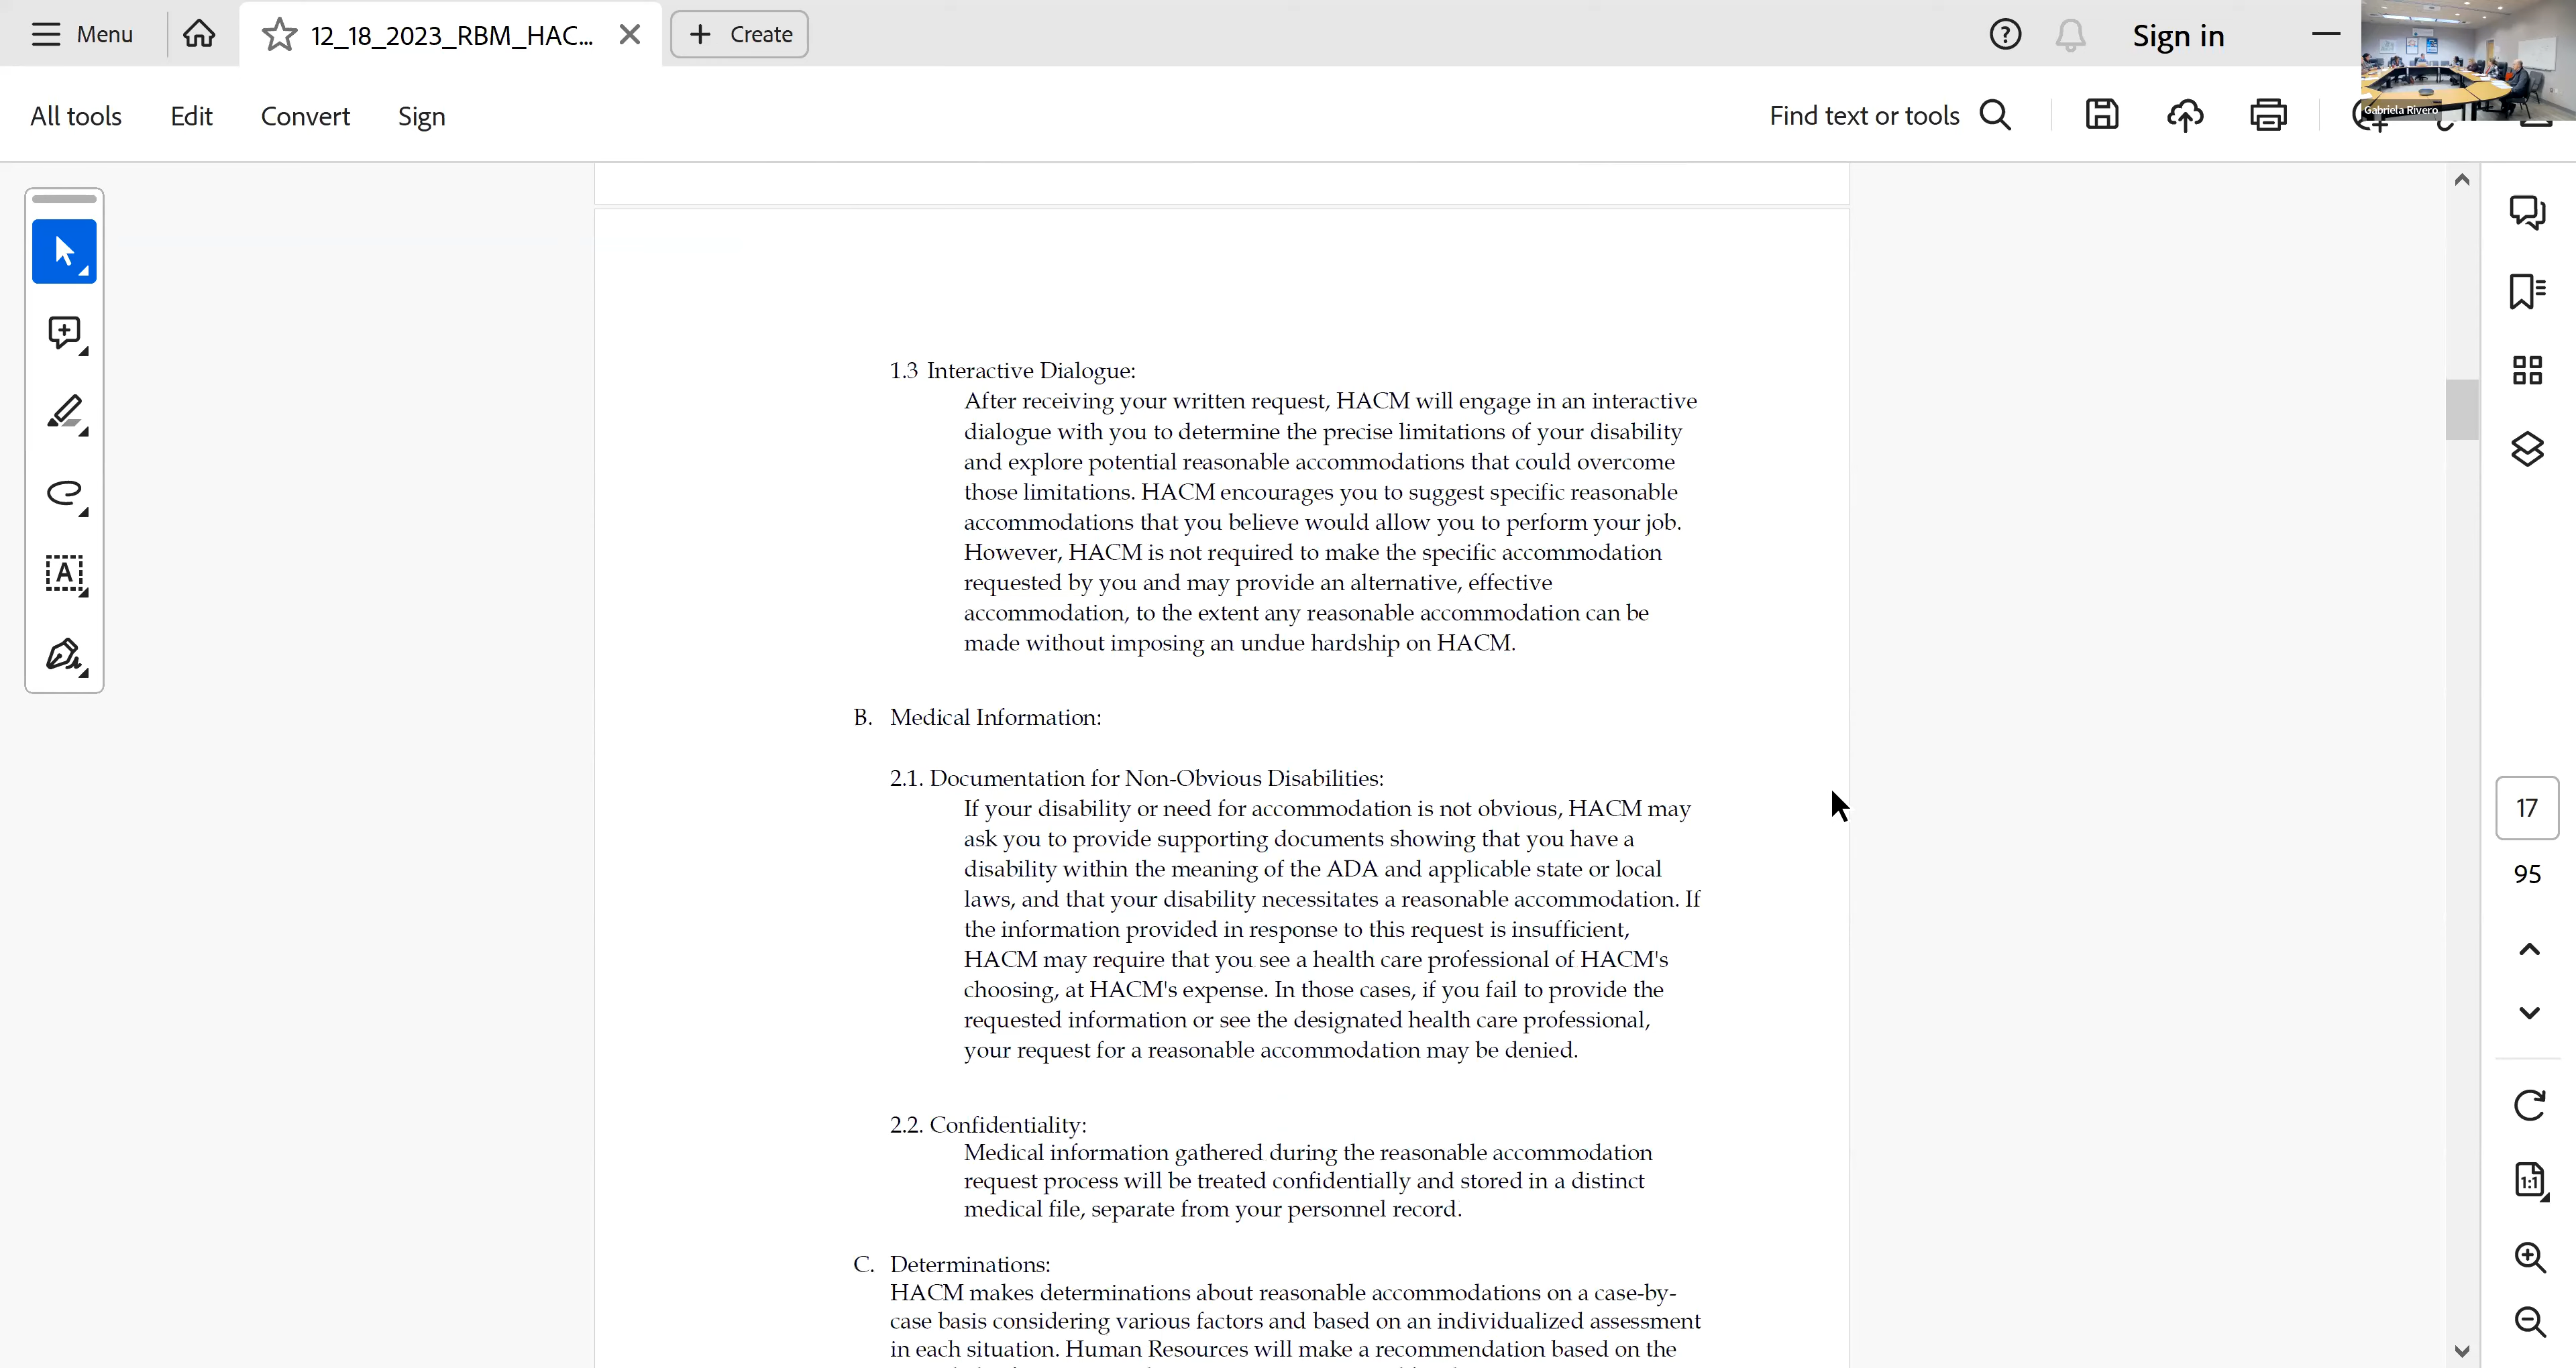 Menu
12_18_2023_RBM_HAC...
Create
Sign in
Gabriela Rivero
All tools
Edit
Convert
Sign
Find text or tools
1.3 Interactive Dialogue:
After receiving your written request, HACM will engage in an interactive
dialogue with you to determine the precise limitations of your disability
and explore potential reasonable accommodations that could overcome
those limitations. HACM encourages you to suggest specific reasonable
accommodations that you believe would allow you to perform your job.
However, HACM is not required to make the specific accommodation
requested by you and may provide an alternative, effective
accommodation, to the extent any reasonable accommodation can be
made without imposing an undue hardship on HACM.
B. Medical Information:
2.1. Documentation for Non-Obvious Disabilities:
If your disability or need for accommodation is not obvious, HACM may
ask you to provide supporting documents showing that you have a
disability within the meaning of the ADA and applicable state or local
laws, and that your disability necessitates a reasonable accommodation. If
the information provided in response to this request is insufficient,
HACM may require that you see a health care professional of HACM's
choosing, at HACM's expense. In those cases, if you fail to provide the
requested information or see the designated health care professional,
your request for a reasonable accommodation may be denied.
2.2. Confidentiality:
Medical information gathered during the reasonable accommodation
request process will be treated confidentially and stored in a distinct
medical file, separate from your personnel record.
C. Determinations:
HACM makes determinations about reasonable accommodations on a case-by-
case basis considering various factors and based on an individualized assessment
in each situation. Human Resources will make a recommendation based on the
17
95
1:1